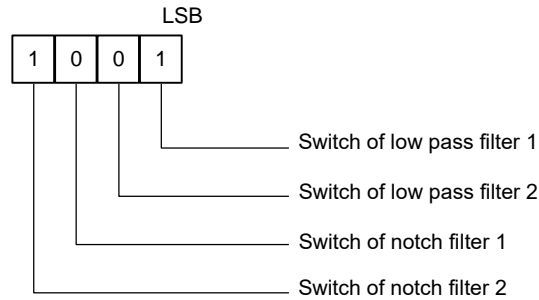 LSB
1 0 0 1
Switch of low pass filter 1
Switch of low pass filter 2
Switch of notch filter 1
Switch of notch filter 2